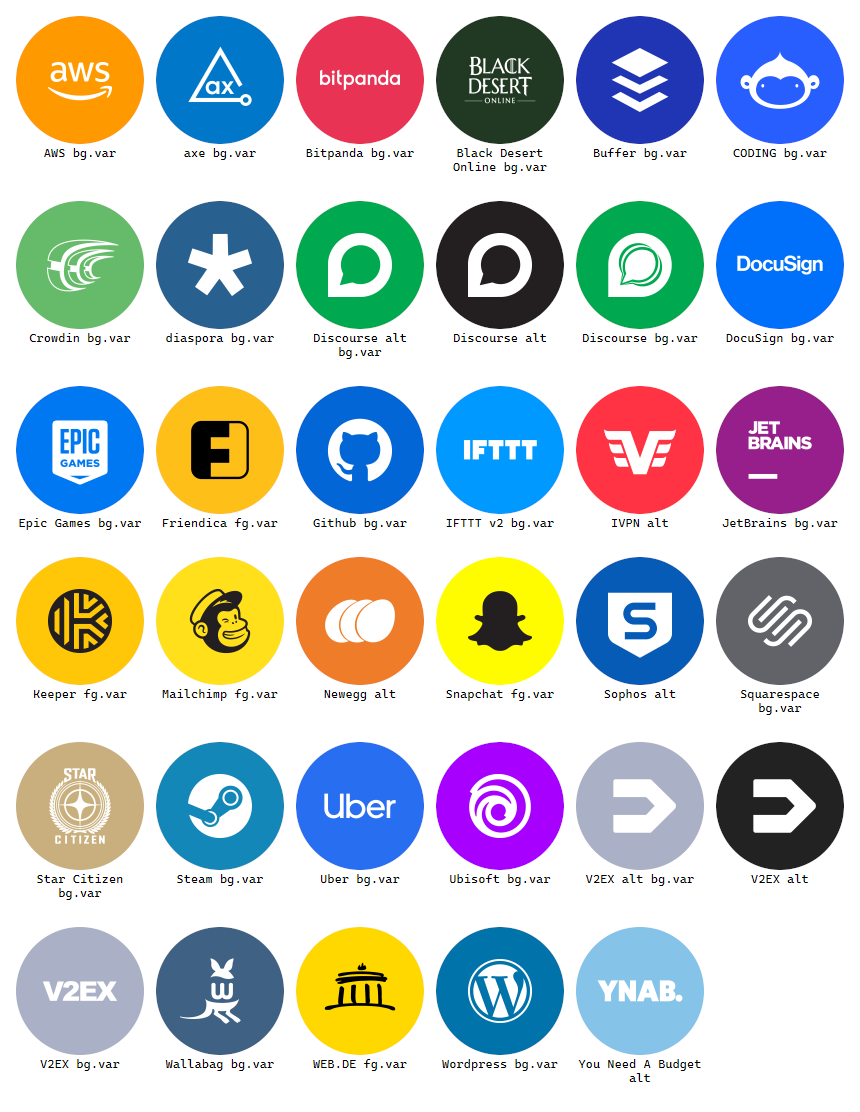 aws
ax
bitpanda
BLACK
DESERT
ONLINE
AWS bg.var
axe bg.var
Bitpanda bg.var
Black Desert
Online bg.var
Buffer bg.var
CODING bg.var
DocuSign
Crowdin bg.var
diaspora bg.var
Discourse alt
bg.var
Discourse alt
Discourse bg.var
DocuSign bg.var
EPIC
GAMES
F
IFTTT
V
JET
BRAINS
Epic Games bg.var
Friendica fg.var
Github bg.var
IFTTT v2 bg.var
IVPN alt
JetBrains bg.var
K
S
Keeper fg.var
Mailchimp fg.var
Newegg alt
Snapchat fg.var
Sophos alt
Squarespace
bg.var
STAR
CITIZEN
Uber
Star Citizen
bg.var
Steam bg.var
Uber bg.var
Ubisoft bg.var
V2EX alt bg.var
V2EX alt
V2EX
w
W
YNAB.
V2EX bg.var
Wallabag bg.var
WEB.DE fg.var
Wordpress bg.var
You Need A Budget
alt